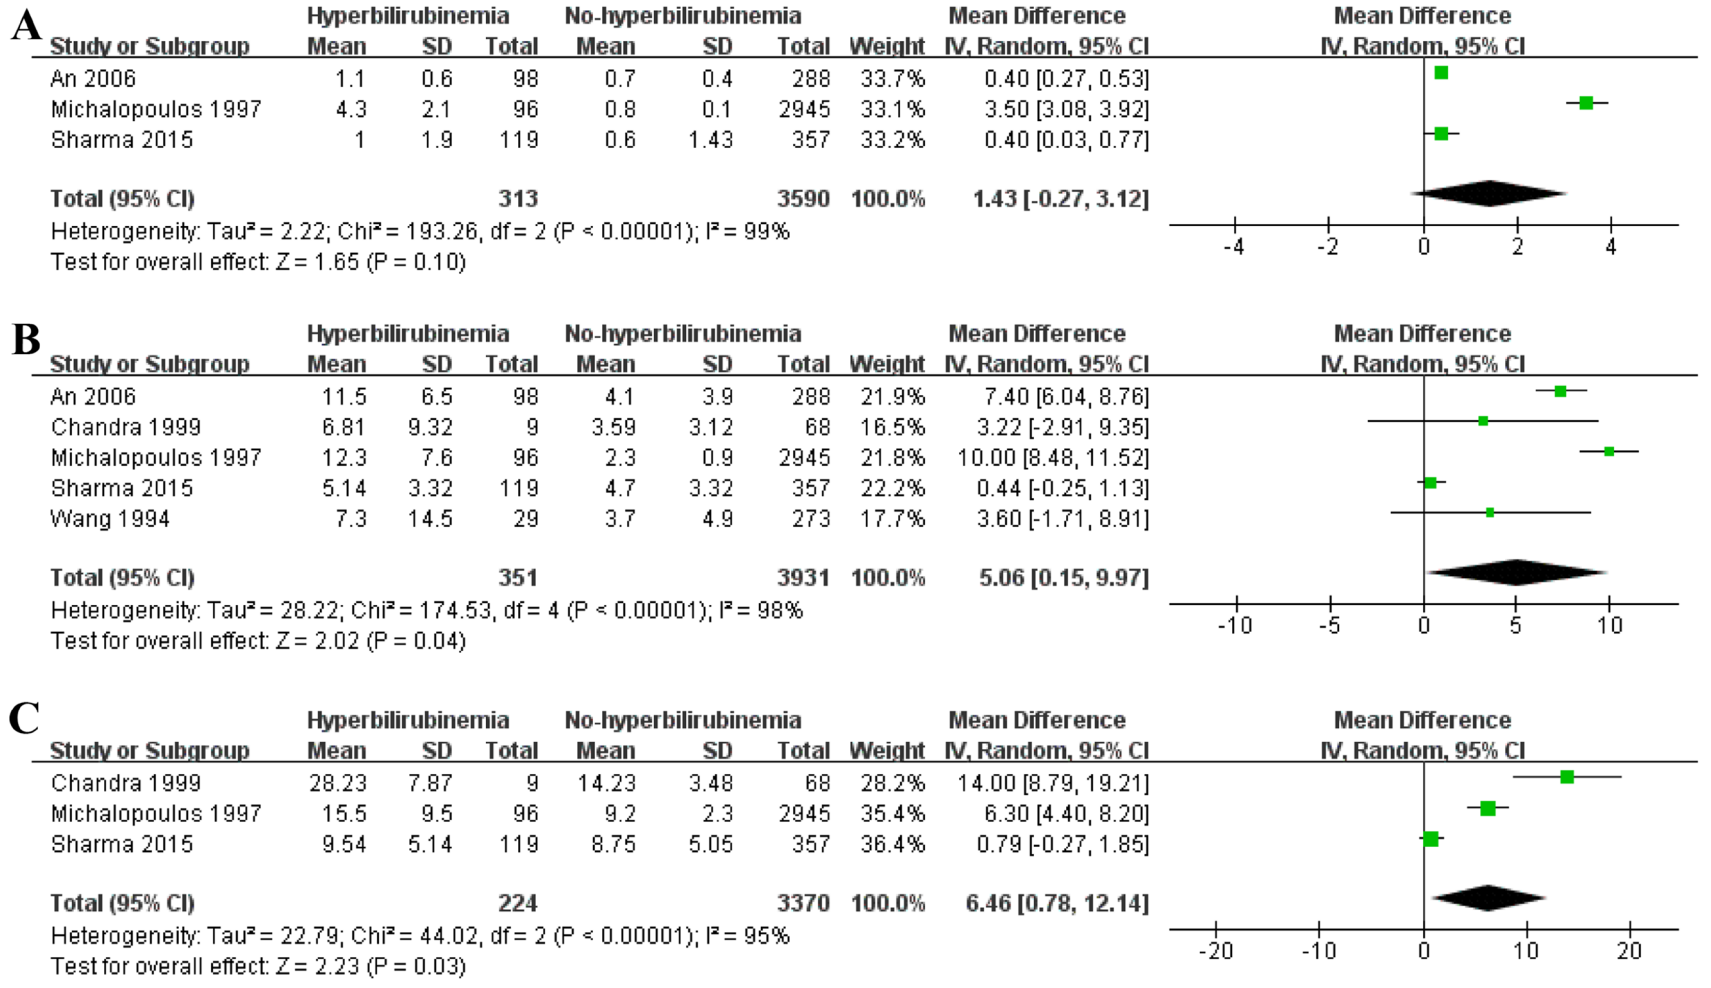 A
Hyperbilirubinemia No-hyperbilirubinemia Mean Difference Mean Difference
Study or Subgroup Mean SD Total Mean SD Total Weight IV, Random, 95% CI IV, Random, 95% CI
An 2006 1.1 0.6 98 0.7 0.4 288 33.7% 0.40 [0.27, 0.53]
Michalopoulos 1997 4.3 2.1 96 0.8 0.1 2945 33.1% 3.50 [3.08, 3.92]
Sharma 2015 1 1.9 119 0.6 1.43 357 33.2% 0.40 [0.03, 0.77]
Total (95% CI) 313 3590 100.0% 1.43 [-0.27, 3.12]
Heterogeneity: Tau² = 2.22; Chi² = 193.26, df = 2 (P < 0.00001); I² = 99%
Test for overall effect: Z = 1.65 (P = 0.10)
-4 -2 0 2 4
B
Hyperbilirubinemia No-hyperbilirubinemia Mean Difference Mean Difference
Study or Subgroup Mean SD Total Mean SD Total Weight IV, Random, 95% CI IV, Random, 95% CI
An 2006 11.5 6.5 98 4.1 3.9 288 21.9% 7.40 [6.04, 8.76]
Chandra 1999 6.81 9.32 9 3.59 3.12 68 16.5% 3.22 [-2.91, 9.35]
Michalopoulos 1997 12.3 7.6 96 2.3 0.9 2945 21.8% 10.00 [8.48, 11.52]
Sharma 2015 5.14 3.32 119 4.7 3.32 357 22.2% 0.44 [-0.25, 1.13]
Wang 1994 7.3 14.5 29 3.7 4.9 273 17.7% 3.60 [-1.71, 8.91]
Total (95% CI) 351 3931 100.0% 5.06 [0.15, 9.97]
Heterogeneity: Tau² = 28.22; Chi² = 174.53, df = 4 (P < 0.00001); I² = 98%
Test for overall effect: Z = 2.02 (P = 0.04)
-10 -5 0 5 10
C
Hyperbilirubinemia No-hyperbilirubinemia Mean Difference Mean Difference
Study or Subgroup Mean SD Total Mean SD Total Weight IV, Random, 95% CI IV, Random, 95% CI
Chandra 1999 28.23 7.87 9 14.23 3.48 68 28.2% 14.00 [8.79, 19.21]
Michalopoulos 1997 15.5 9.5 96 9.2 2.3 2945 35.4% 6.30 [4.40, 8.20]
Sharma 2015 9.54 5.14 119 8.75 5.05 357 36.4% 0.79 [-0.27, 1.85]
Total (95% CI) 224 3370 100.0% 6.46 [0.78, 12.14]
Heterogeneity: Tau² = 22.79; Chi² = 44.02, df = 2 (P < 0.00001); I² = 95%
Test for overall effect: Z = 2.23 (P = 0.03)
-20 -10 0 10 20